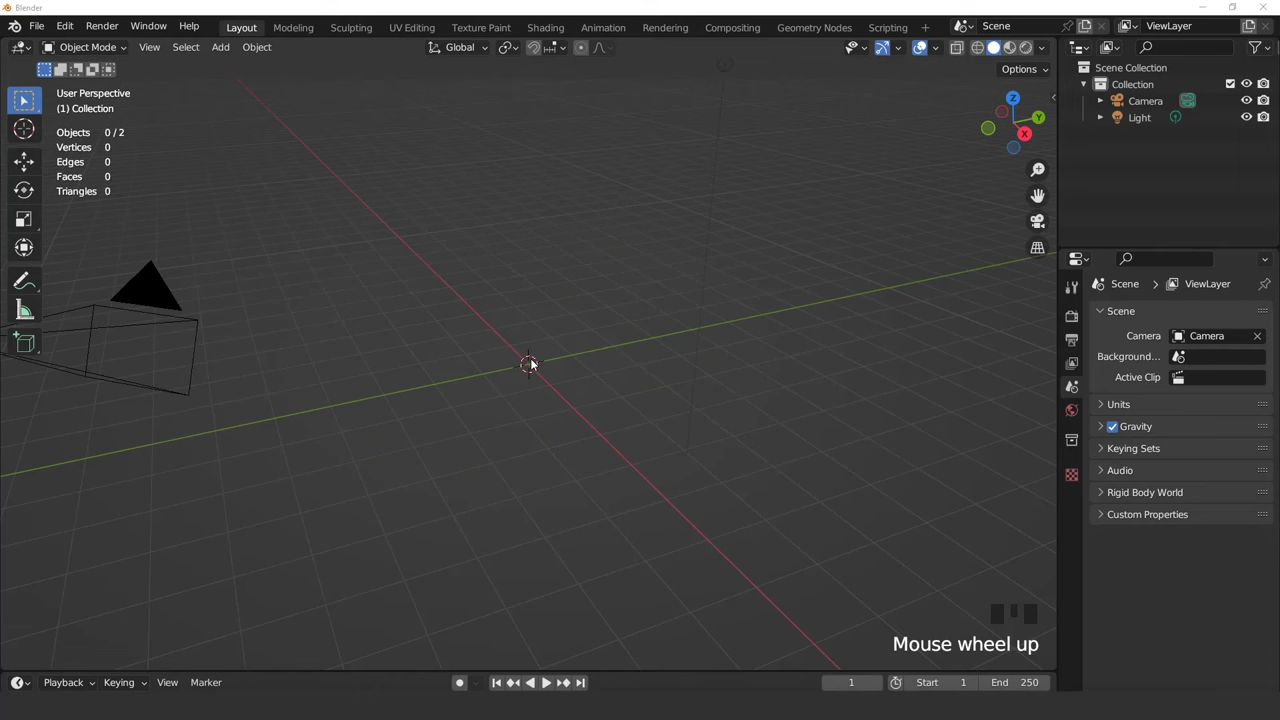 Blender
File Edit Render Window Help Layout Modeling Sculpting UV Editing Texture Paint Shading Animation Rendering Compositing Geometry Nodes Scripting + Scene ViewLayer
Object Mode View Select Add Object Global
Options
User Perspective
(1) Collection
Objects 0 / 2
Vertices 0
Edges 0
Faces 0
Triangles 0
Z
Y
X
Mouse wheel up
Scene Collection
Collection
Camera
Light
Scene > ViewLayer
Scene
Camera Camera
Background...
Active Clip
Units
Gravity
Keying Sets
Audio
Rigid Body World
Custom Properties
Playback Keying View Marker 1 Start 1 End 250